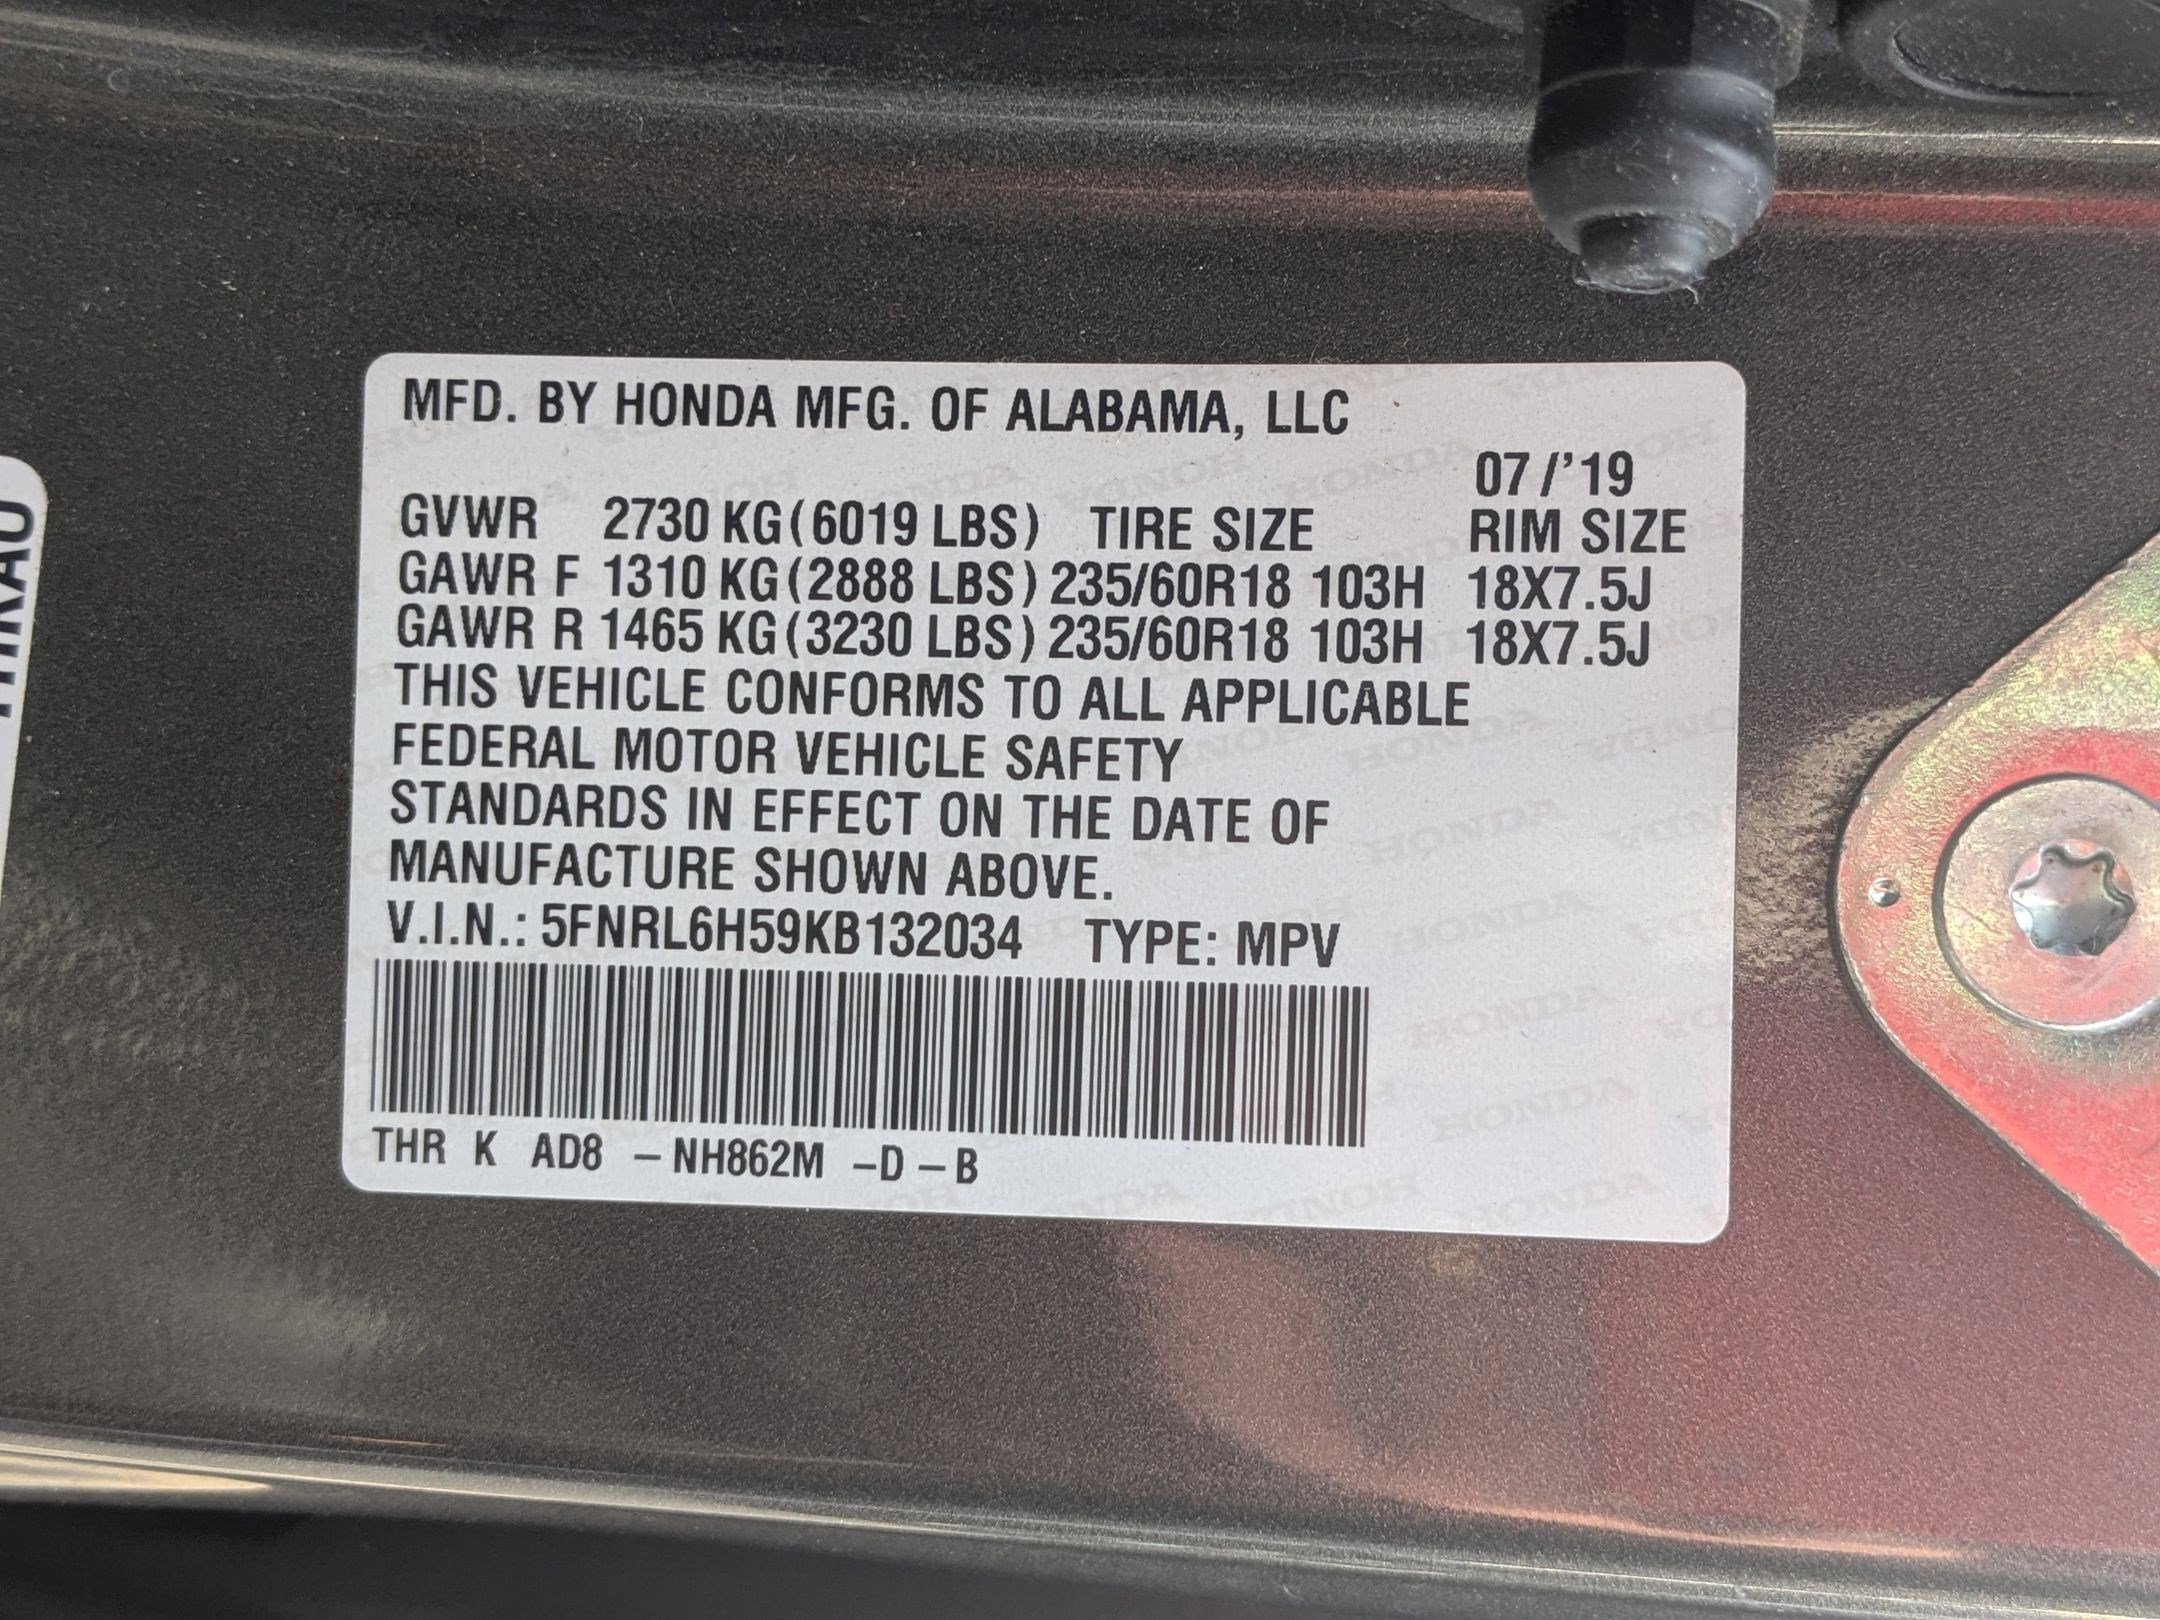 MFD. BY HONDA MFG. OF ALABAMA, LLC
07/'19
GVWR 2730 KG(6019 LBS) TIRE SIZE RIM SIZE
GAWR F 1310 KG(2888 LBS) 235/60R18 103H 18X7.5J
GAWR R 1465 KG(3230 LBS) 235/60R18 103H 18X7.5J
THIS VEHICLE CONFORMS TO ALL APPLICABLE
FEDERAL MOTOR VEHICLE SAFETY
STANDARDS IN EFFECT ON THE DATE OF
MANUFACTURE SHOWN ABOVE.
V.I.N.: 5FNRL6H59KB132034 TYPE: MPV
THR K AD8 –NH862M –D –B